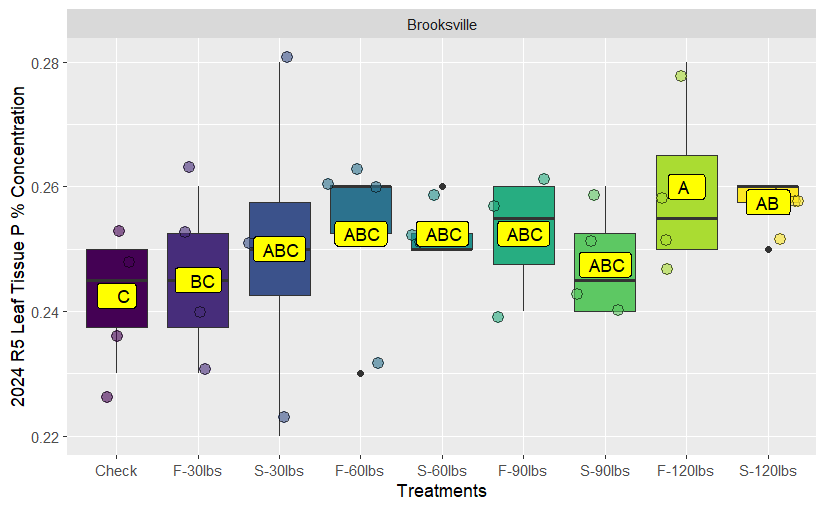 Brooksville
2024 R5 Leaf Tissue P % Concentration
0.28
0.26
0.24
0.22
C
BC
ABC
ABC
ABC
ABC
ABC
A
AB
Check F-30lbs S-30lbs F-60lbs S-60lbs F-90lbs S-90lbs F-120lbs S-120lbs
Treatments